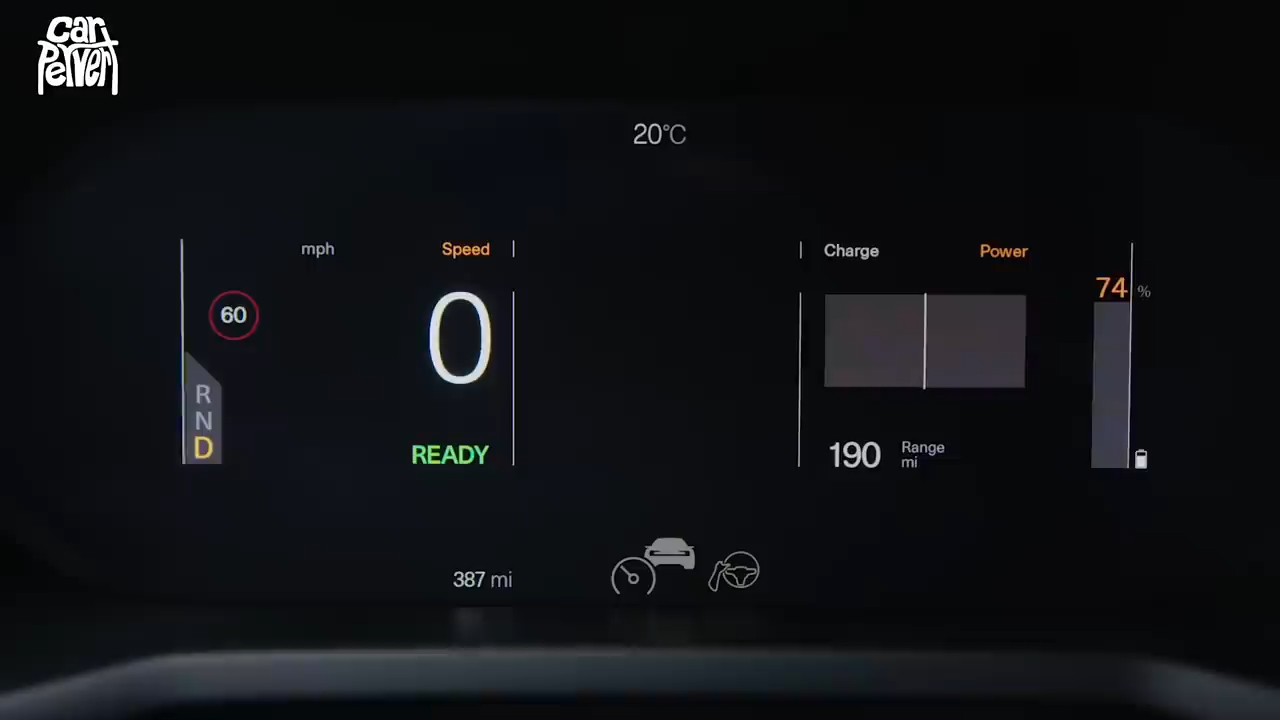 car
Pervert
20°C
mph Speed
Charge Power
74 %
60
0
R
N
D
READY
190 Range
mi
387 mi